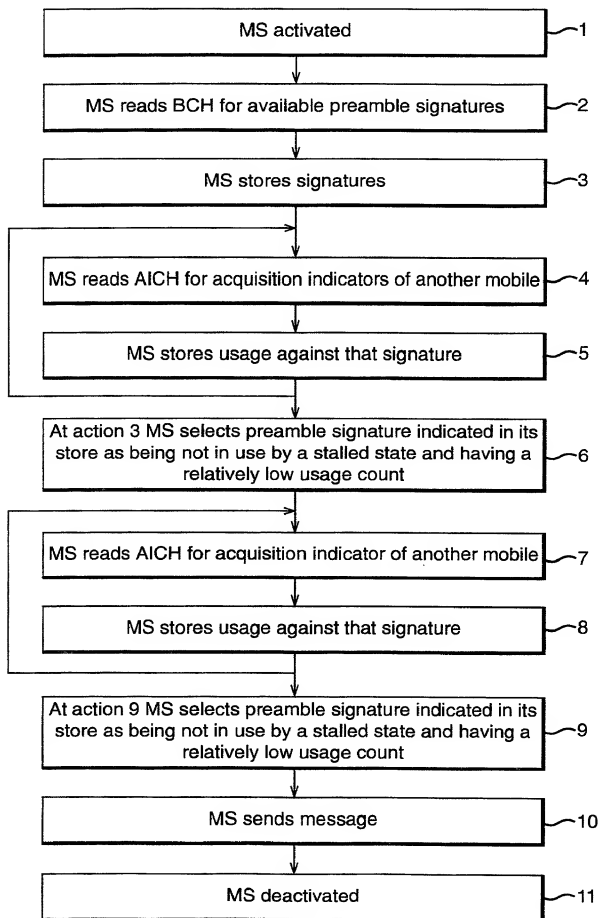 MS activated
1
MS reads BCH for available preamble signatures
2
MS stores signatures
3
MS reads AICH for acquisition indicators of another mobile
4
MS stores usage against that signature
5
At action 3 MS selects preamble signature indicated in its
store as being not in use by a stalled state and having a
relatively low usage count
6
MS reads AICH for acquisition indicator of another mobile
7
MS stores usage against that signature
8
At action 9 MS selects preamble signature indicated in its
store as being not in use by a stalled state and having a
relatively low usage count
9
MS sends message
10
MS deactivated
11